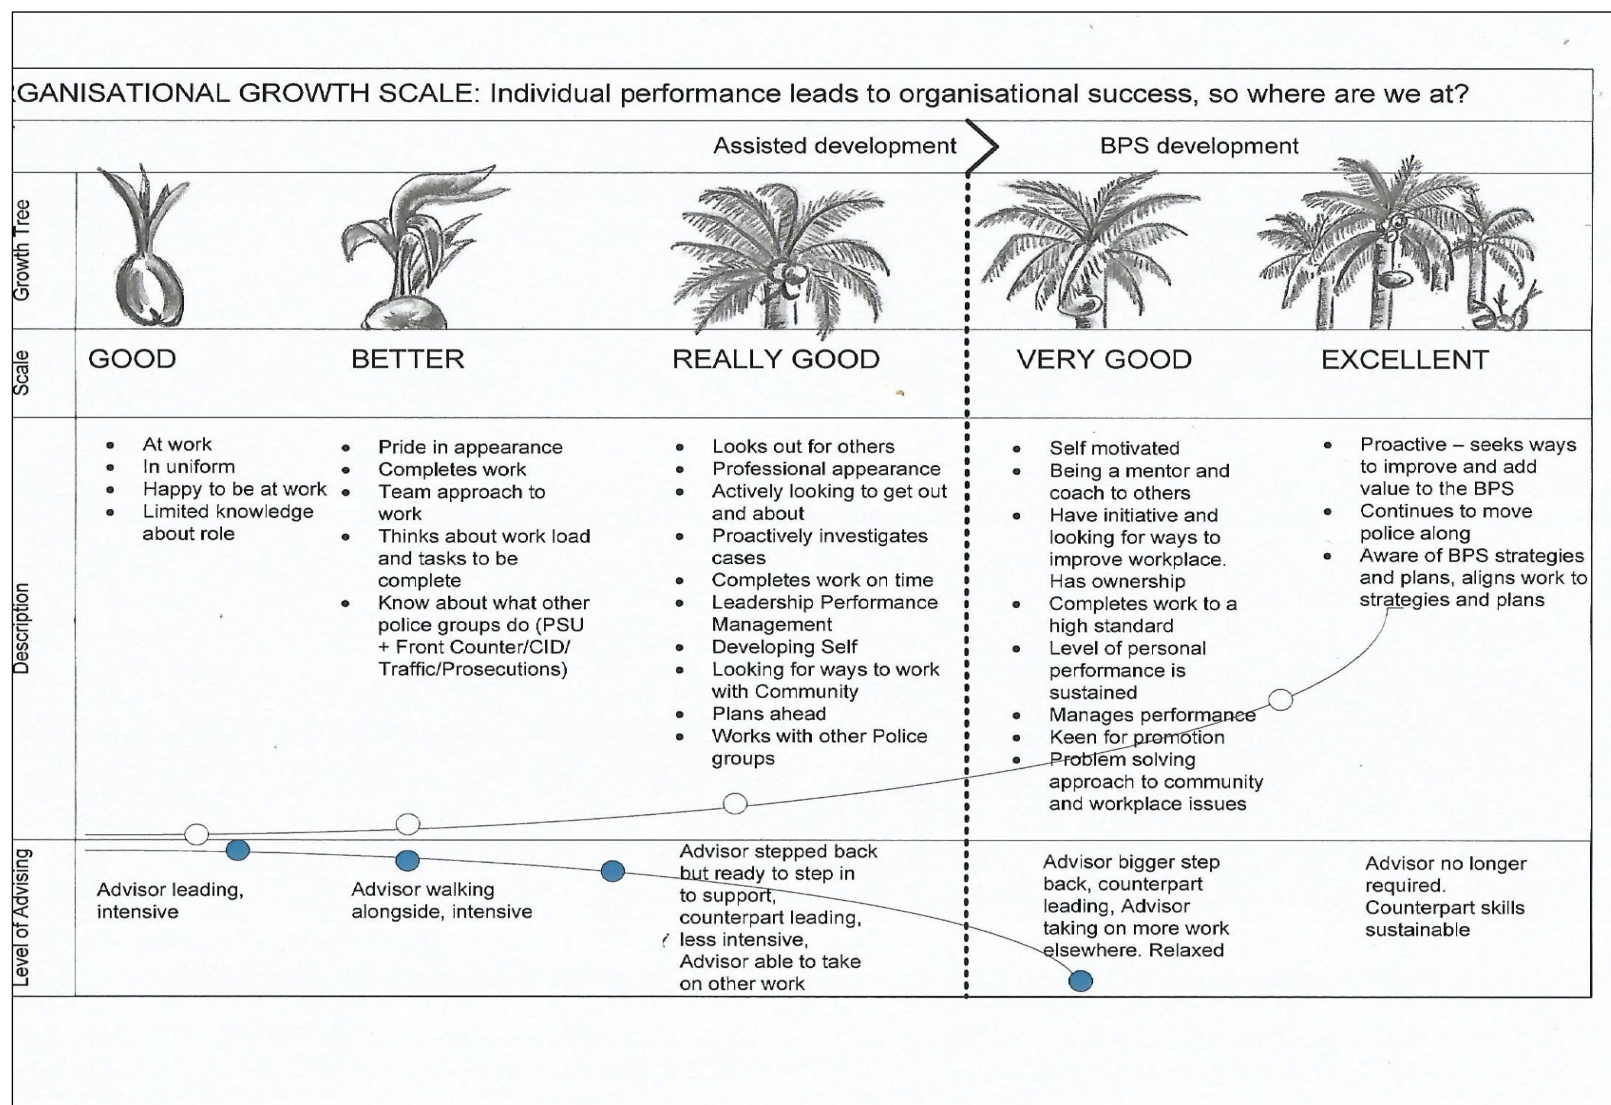 RGANISATIONAL GROWTH SCALE: Individual performance leads to organisational success, so where are we at?
Assisted development
BPS development
Growth Tree
Scale
GOOD
BETTER
REALLY GOOD
VERY GOOD
EXCELLENT
Description
• At work
• In uniform
• Happy to be at work
• Limited knowledge
about role
• Pride in appearance
• Completes work
• Team approach to
work
• Thinks about work load
and tasks to be
complete
• Know about what other
police groups do (PSU
+ Front Counter/CID/
Traffic/Prosecutions)
• Looks out for others
• Professional appearance
• Actively looking to get out
and about
• Proactively investigates
cases
• Completes work on time
• Leadership Performance
Management
• Developing Self
• Looking for ways to work
with Community
• Plans ahead
• Works with other Police
groups
• Self motivated
• Being a mentor and
coach to others
• Have initiative and
looking for ways to
improve workplace.
Has ownership
• Completes work to a
high standard
• Level of personal
performance is
sustained
• Manages performance
• Keen for promotion
• Problem solving
approach to community
and workplace issues
• Proactive – seeks ways
to improve and add
value to the BPS
• Continues to move
police along
• Aware of BPS strategies
and plans, aligns work to
strategies and plans
Level of Advising
Advisor leading,
intensive
Advisor walking
alongside, intensive
Advisor stepped back
but ready to step in
to support,
counterpart leading,
less intensive,
Advisor able to take
on other work
Advisor bigger step
back, counterpart
leading, Advisor
taking on more work
elsewhere. Relaxed
Advisor no longer
required.
Counterpart skills
sustainable